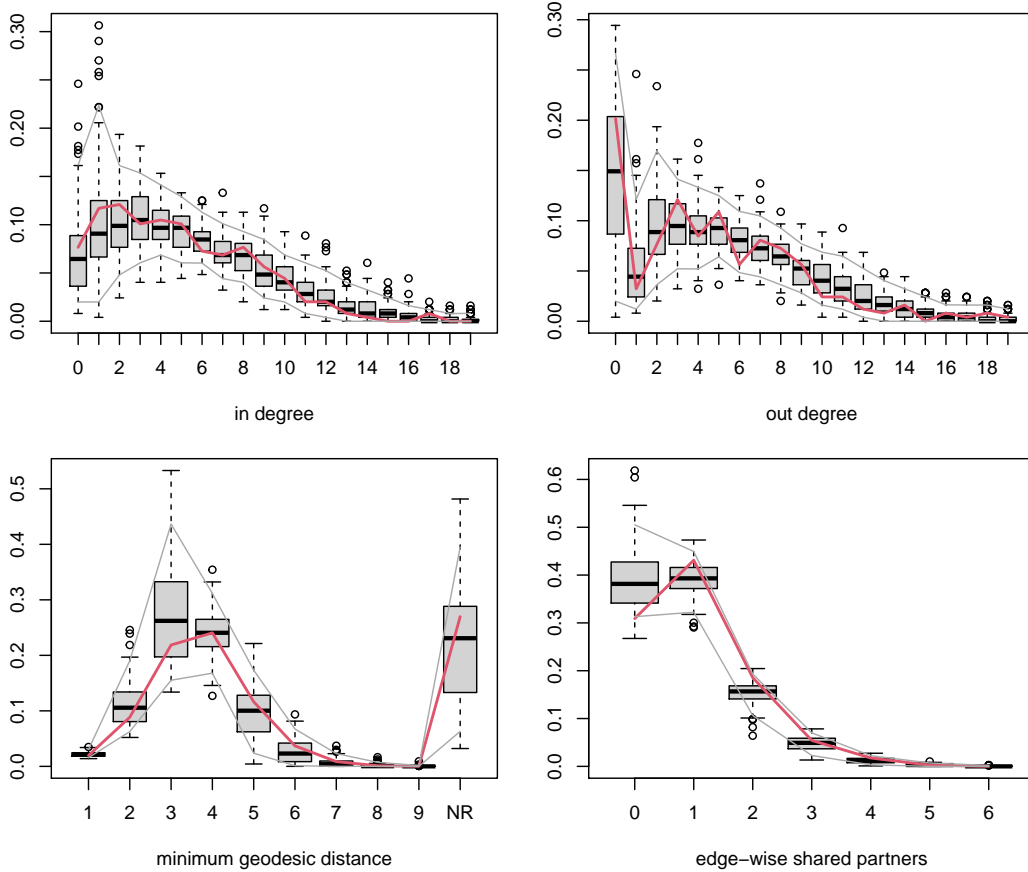 0.00 0.10 0.20 0.30
0 2 4 6 8 10 12 14 16 18
in degree
0.00 0.10 0.20 0.30
0 2 4 6 8 10 12 14 16 18
out degree
0.0 0.1 0.2 0.3 0.4 0.5
1 2 3 4 5 6 7 8 9 NR
minimum geodesic distance
0.0 0.1 0.2 0.3 0.4 0.5 0.6
0 1 2 3 4 5 6
edge−wise shared partners